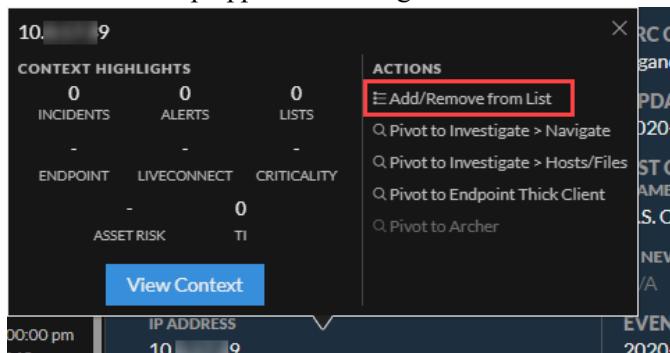 10. 9
CONTEXT HIGHLIGHTS
0 0 0
INCIDENTS ALERTS LISTS
- - -
ENDPOINT LIVECONNECT CRITICALITY
- 0
ASSET RISK TI
View Context
ACTIONS
Add/Remove from List
Pivot to Investigate > Navigate
Pivot to Investigate > Hosts/Files
Pivot to Endpoint Thick Client
Pivot to Archer
00:00 pm
IP ADDRESS
10 9
2020